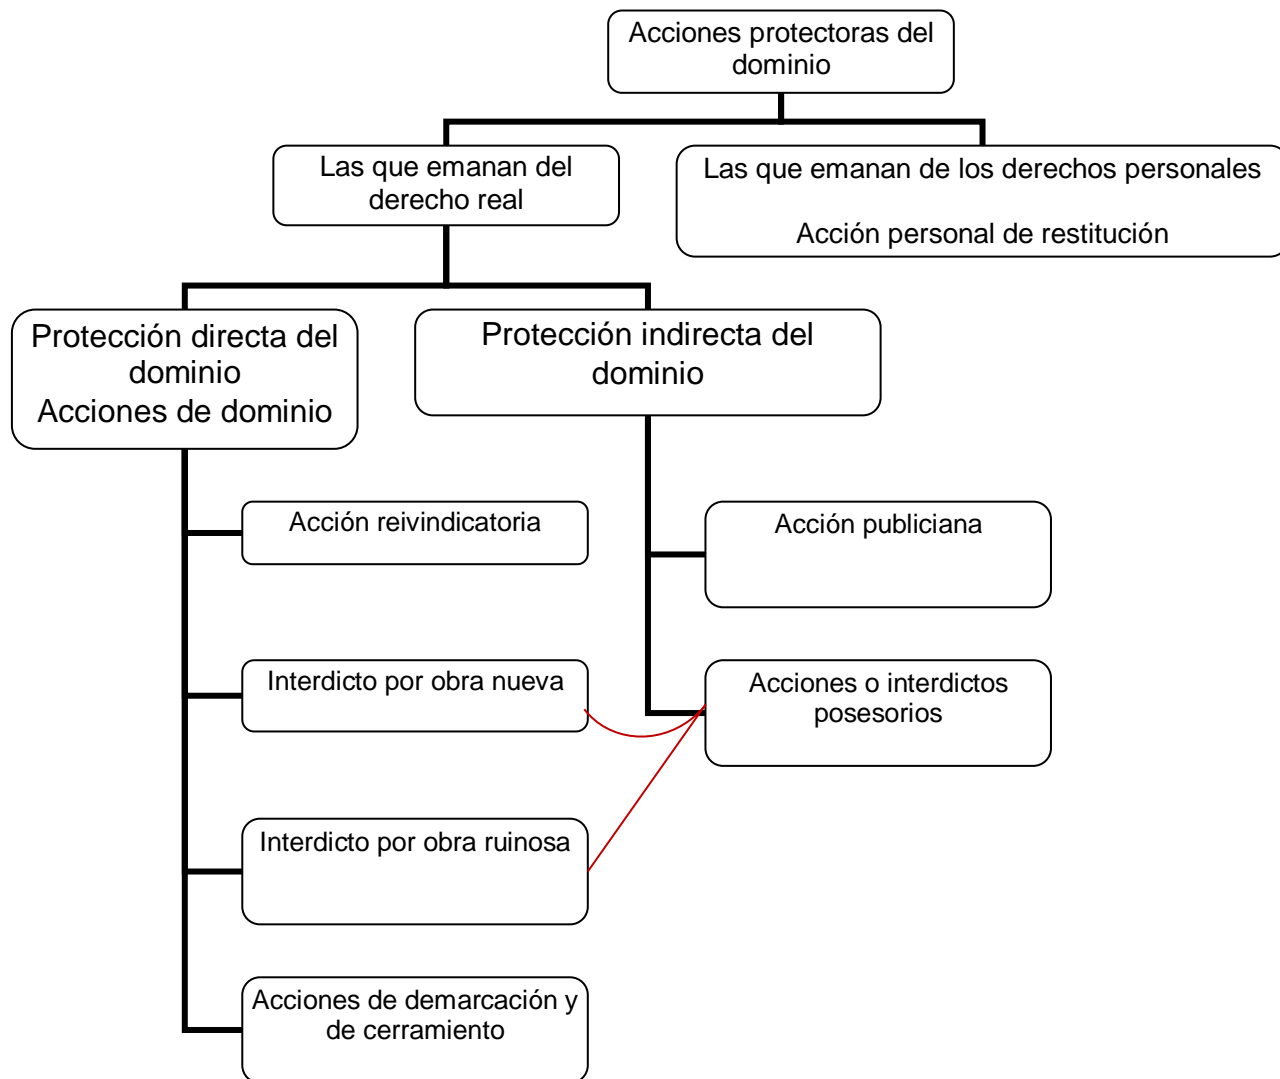 Acciones protectoras del
dominio
Las que emanan del
derecho real
Las que emanan de los derechos personales
Acción personal de restitución
Protección directa del
dominio
Acciones de dominio
Protección indirecta del
dominio
Acción reivindicatoria
Acción publiciana
Interdicto por obra nueva
Acciones o interdictos
posesorios
Interdicto por obra ruinosa
Acciones de demarcación y
de cerramiento